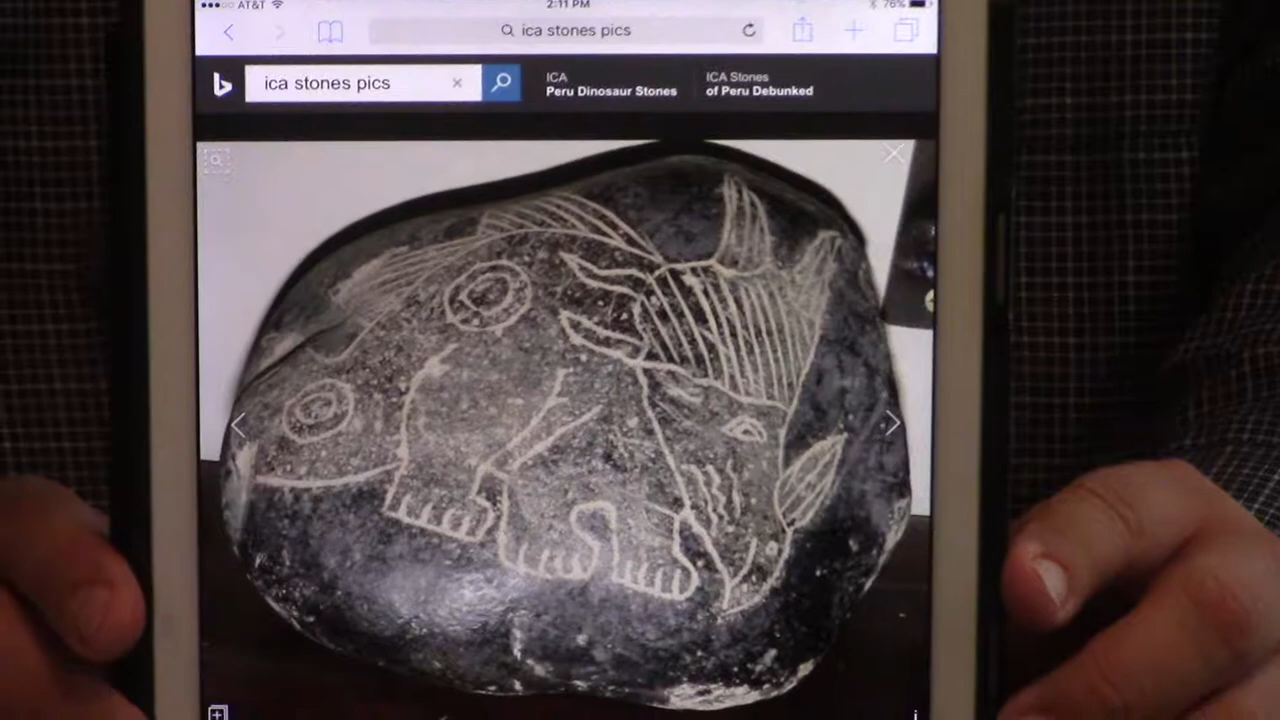 AT&T
2:11 PM
76%
ica stones pics
ica stones pics
ICA
Peru Dinosaur Stones
ICA Stones
of Peru Debunked